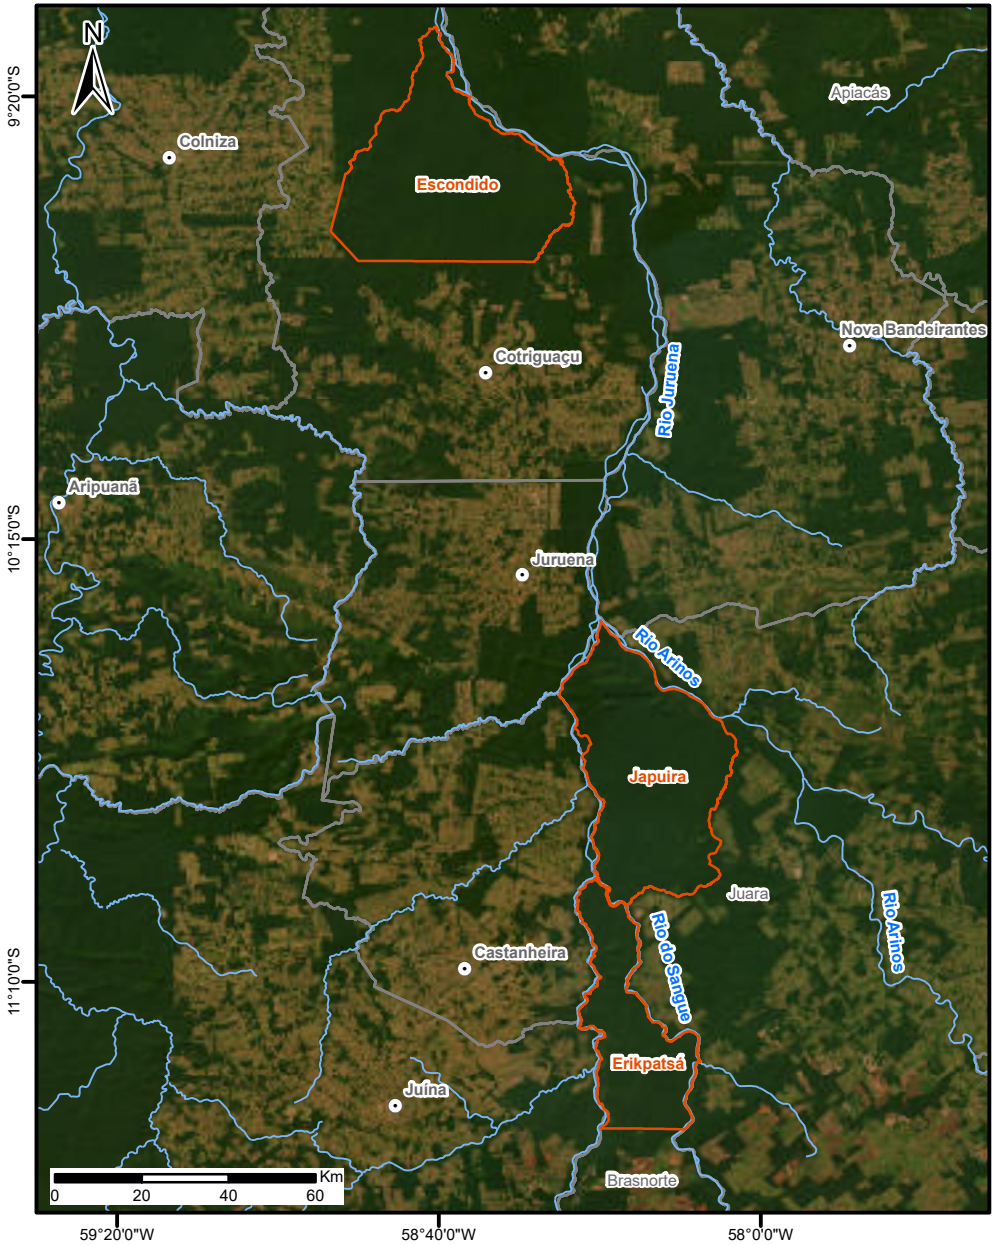 N
9°20'0"S
Apiacás
Colniza
Escondido
Nova Bandeirantes
Cotriguaçu
Rio Juruena
Aripuanã
10°15'0"S
Juruena
Rio Arinos
Japuira
Juara
Rio Arinos
Rio do Sangue
Castanheira
11°10'0"S
Erikpatsá
Juína
Km
Brasnorte
0 20 40 60
59°20'0"W 58°40'0"W 58°0'0"W